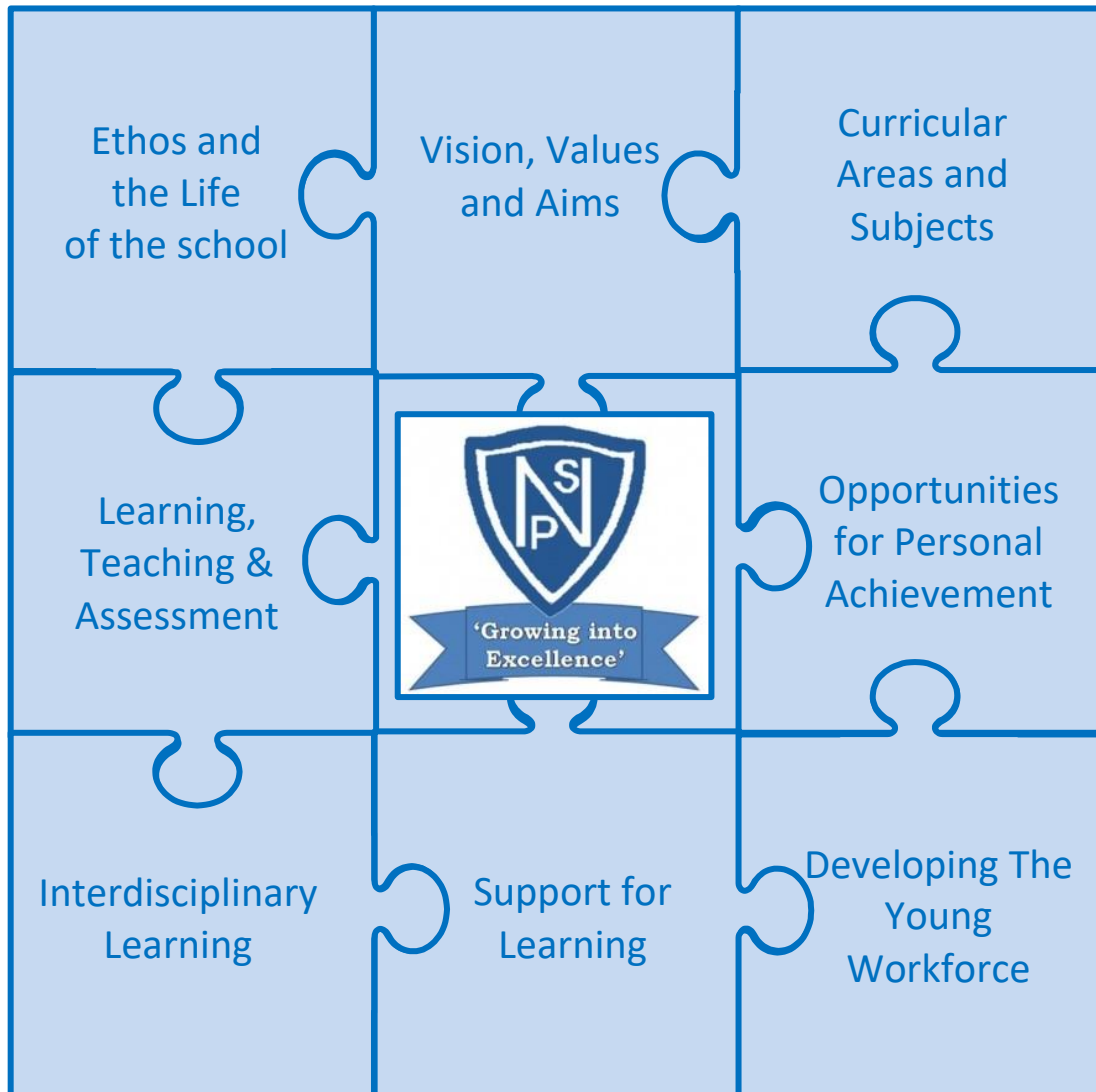 Ethos and
the Life
of the school
Vision, Values
and Aims
Curricular
Areas and
Subjects
Learning,
Teaching &
Assessment
N S P
'Growing into
Excellence'
Opportunities
for Personal
Achievement
Interdisciplinary
Learning
Support for
Learning
Developing The
Young
Workforce